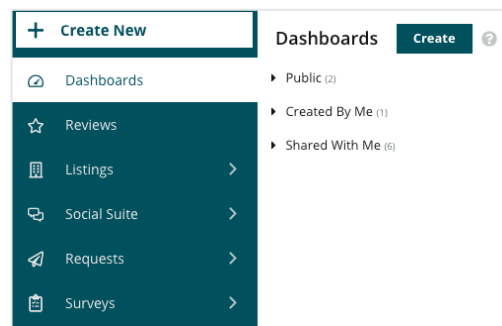 + Create New
Dashboards
Reviews
Listings
Social Suite
Requests
Surveys
Dashboards Create ?
Public (2)
Created By Me (1)
Shared With Me (6)